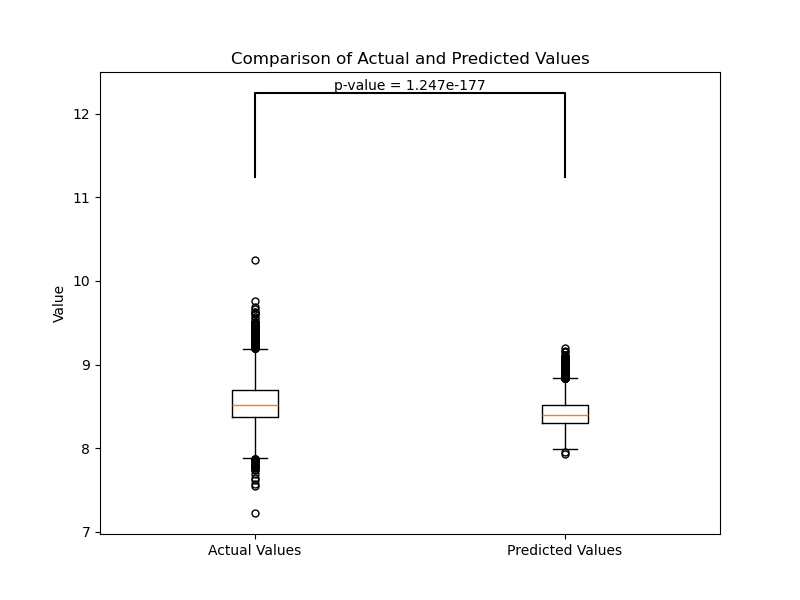 Comparison of Actual and Predicted Values
p-value = 1.247e-177
12
11
10
9
8
7
Value
Actual Values
Predicted Values